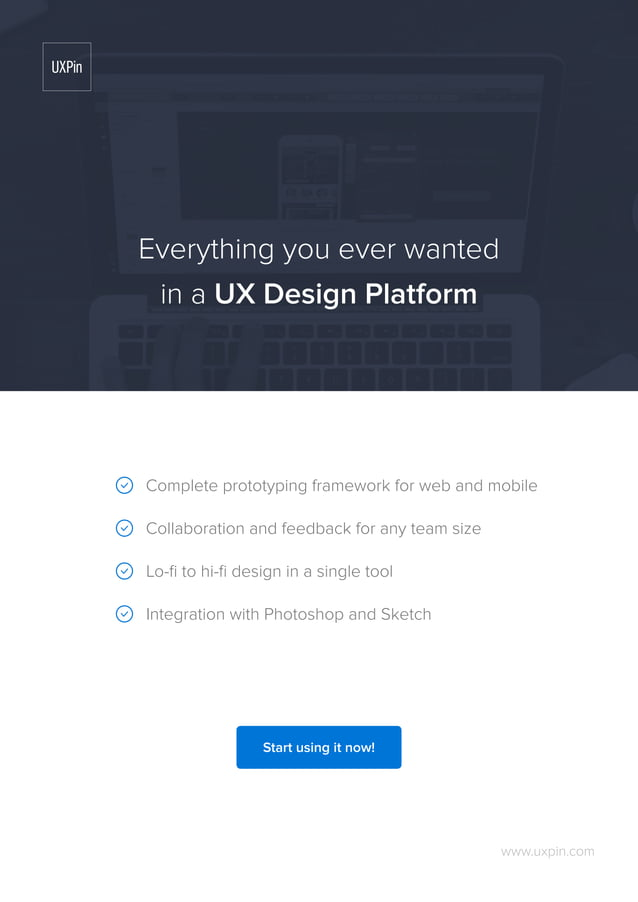 UXPin
Everything you ever wanted
in a UX Design Platform
Complete prototyping framework for web and mobile
Collaboration and feedback for any team size
Lo-fi to hi-fi design in a single tool
Integration with Photoshop and Sketch
Start using it now!
www.uxpin.com